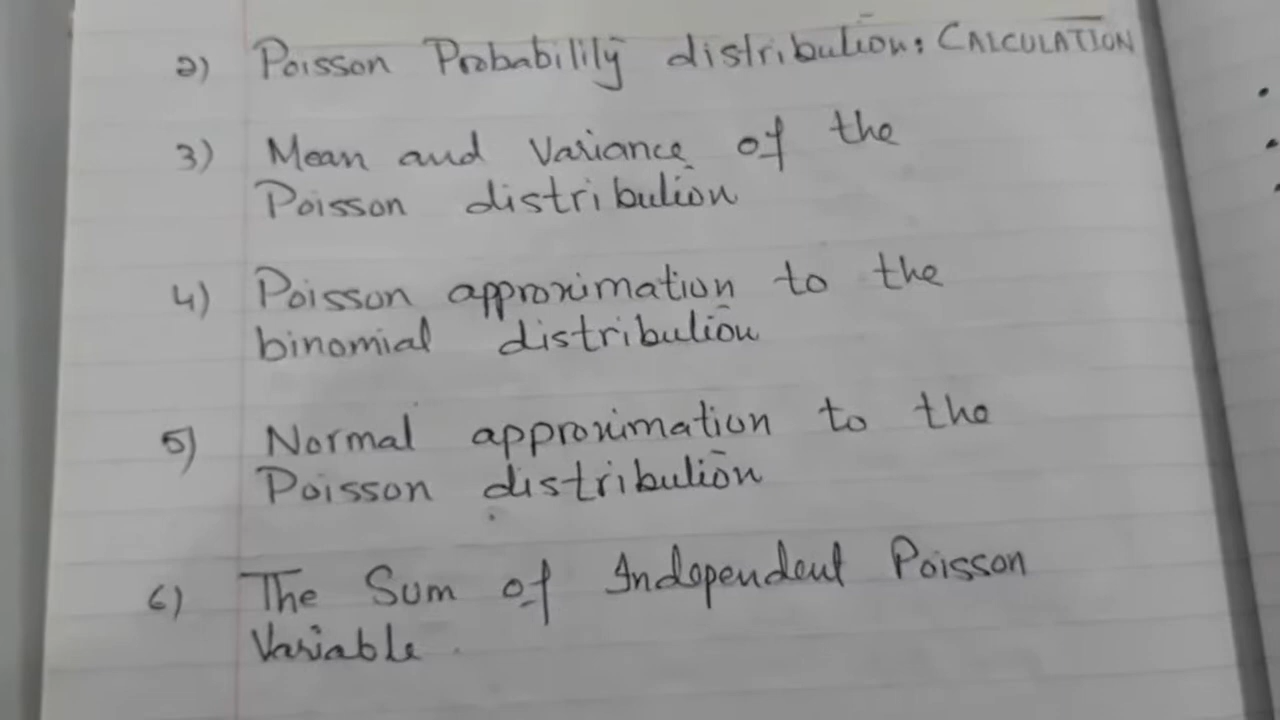 2) Poisson Probability distribution: CALCULATION
3) Mean and Variance of the
Poisson distribution
4) Poisson approximation to the
binomial distribution
5) Normal approximation to the
Poisson distribution
6) The Sum of Independent Poisson
Variable.